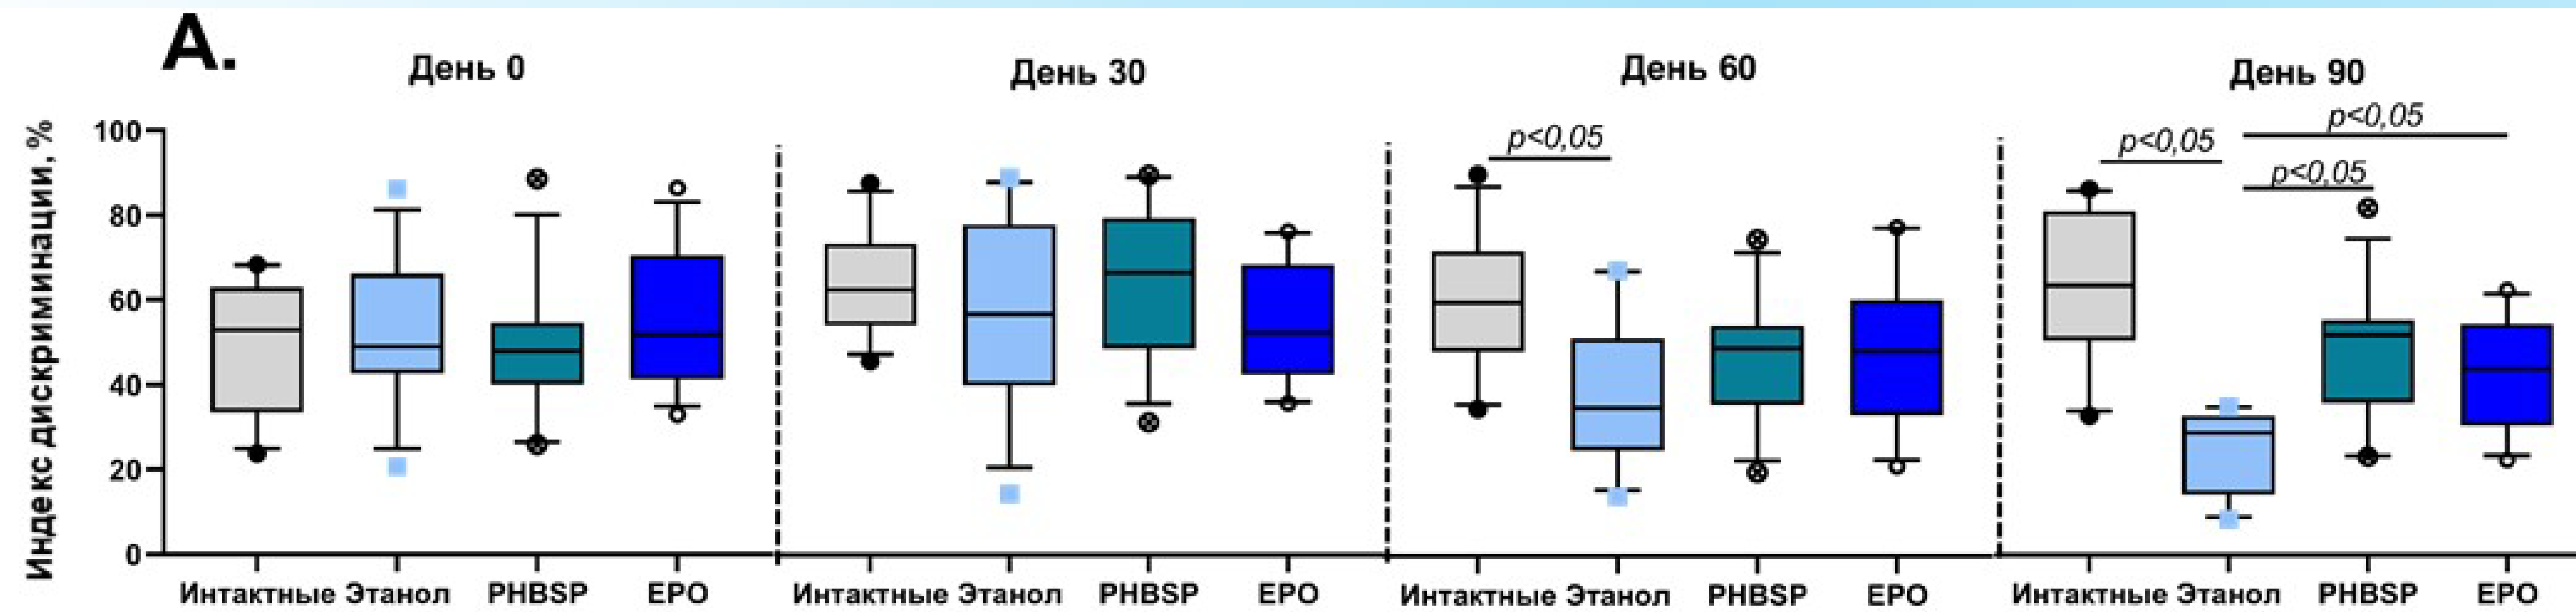 A.
День 0
День 30
День 60
День 90
Индекс дискриминации, %
100
80
60
40
20
0
p<0,05
p<0,05
p<0,05
p<0,05
Интактные Этанол PHBSP EPO
Интактные Этанол PHBSP EPO
Интактные Этанол PHBSP EPO
Интактные Этанол PHBSP EPO